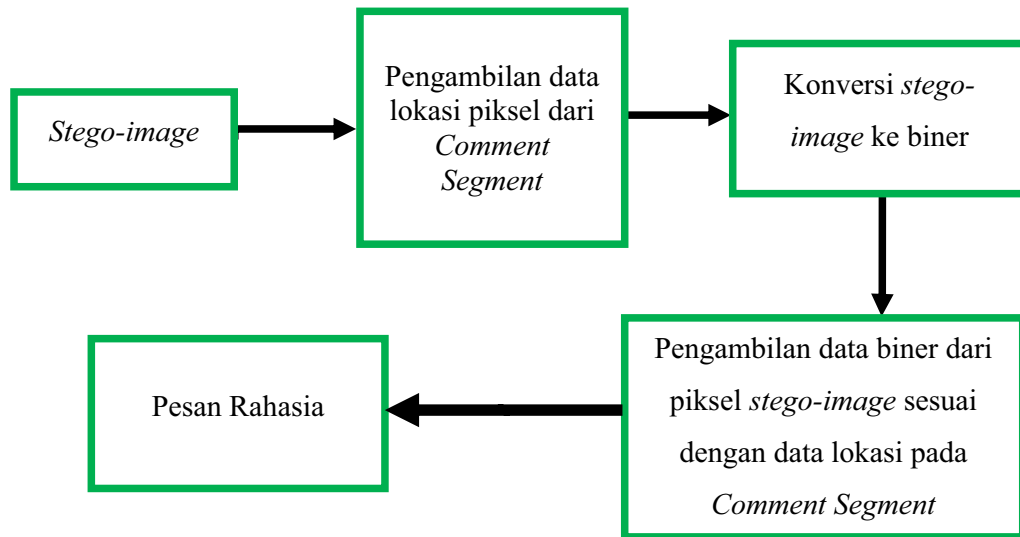 Stego-image
Pengambilan data
lokasi piksel dari
Comment
Segment
Konversi stego-
image ke biner
Pengambilan data biner dari
piksel stego-image sesuai
dengan data lokasi pada
Comment Segment
Pesan Rahasia